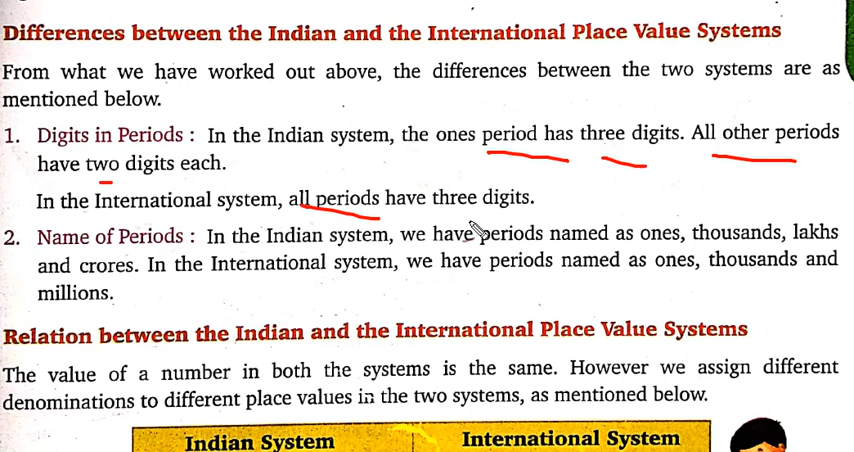 Differences between the Indian and the International Place Value Systems
From what we have worked out above, the differences between the two systems are as
mentioned below.
1. Digits in Periods : In the Indian system, the ones period has three digits. All other periods
have two digits each.
In the International system, all periods have three digits.
2. Name of Periods : In the Indian system, we have periods named as ones, thousands, lakhs
and crores. In the International system, we have periods named as ones, thousands and
millions.
Relation between the Indian and the International Place Value Systems
The value of a number in both the systems is the same. However we assign different
denominations to different place values in the two systems, as mentioned below.
Indian System International System